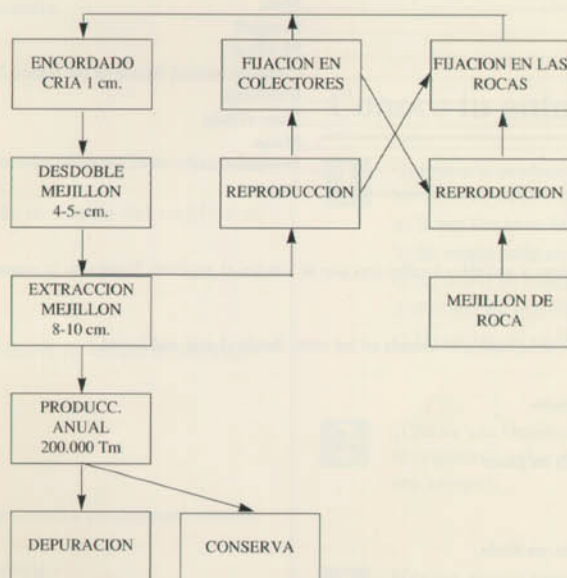 ENCORDADO
CRIA 1 cm.
FIJACION EN
COLECTORES
FIJACION EN LAS
ROCAS
DESDOBLE
MEJILLON
4-5- cm.
REPRODUCCION
REPRODUCCION
EXTRACCION
MEJILLON
8-10 cm.
MEJILLON DE
ROCA
PRODUCC.
ANUAL
200.000 Tm
DEPURACION
CONSERVA